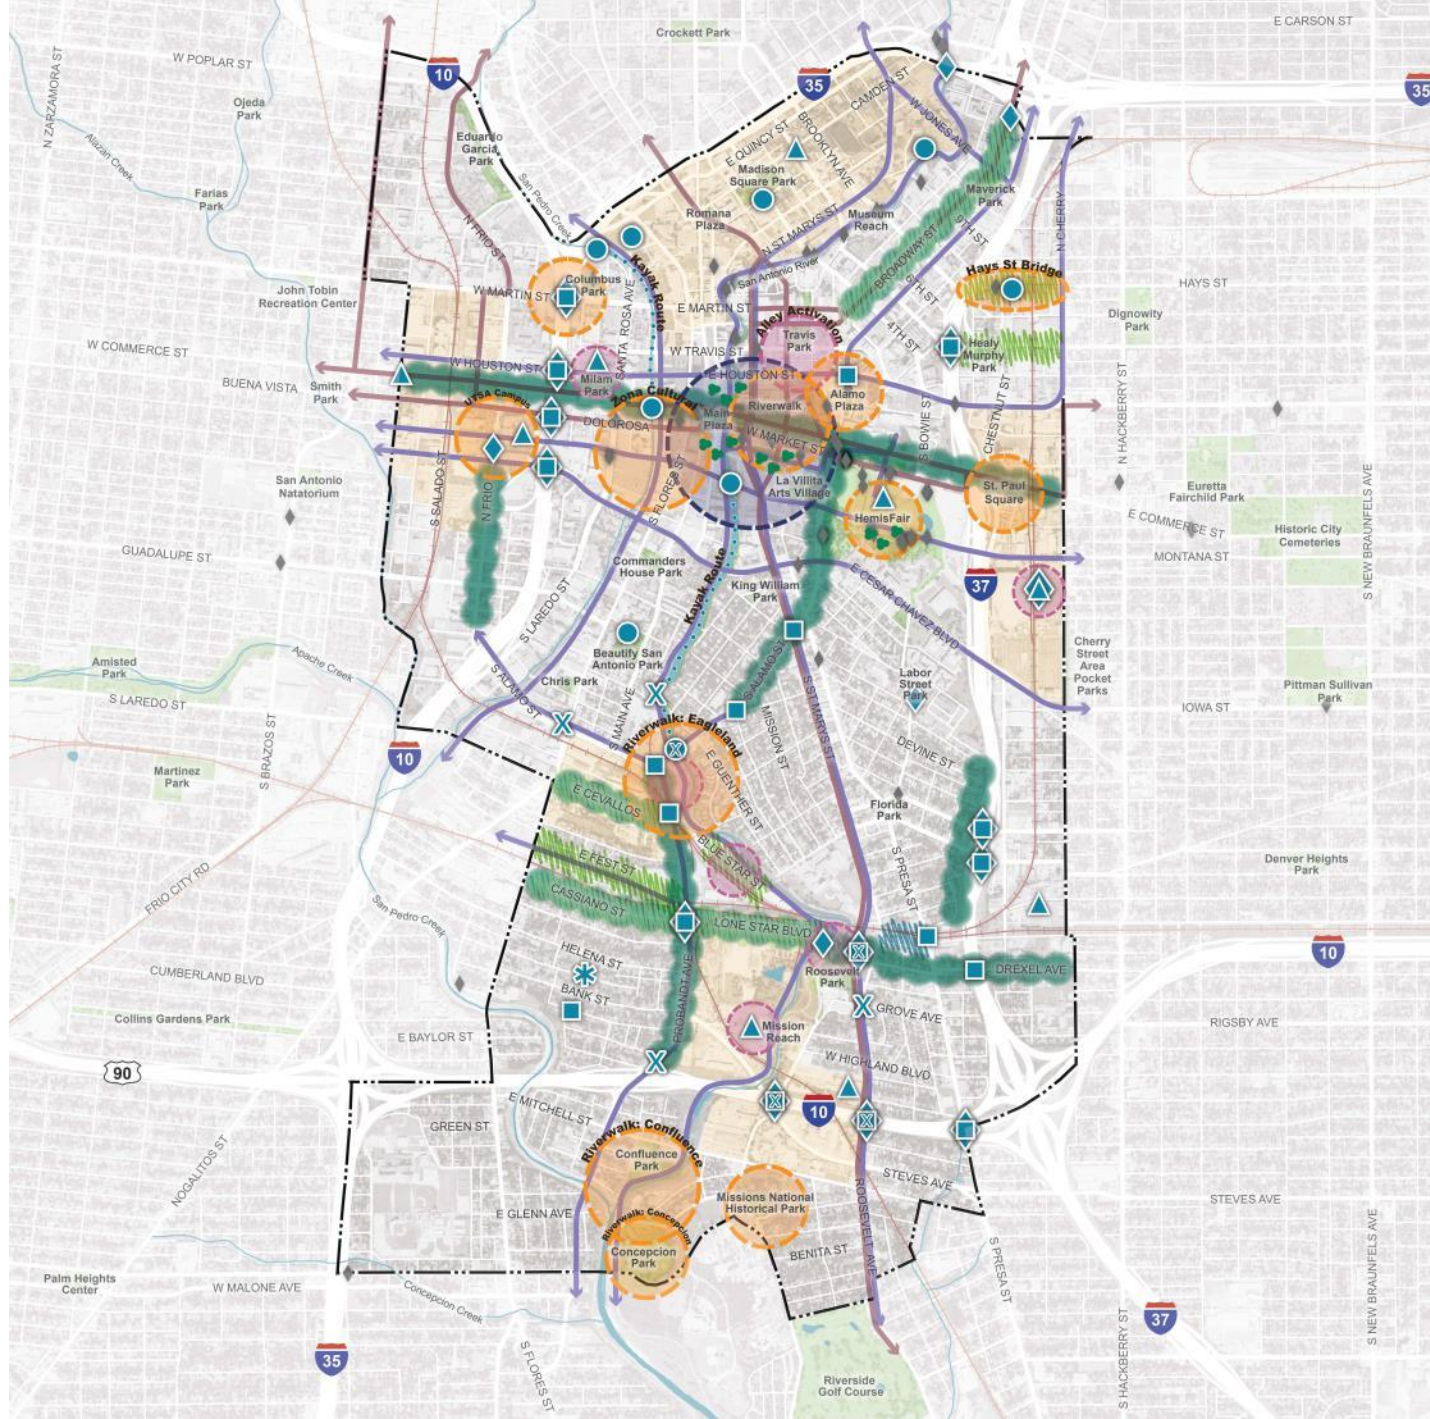 E CARSON ST
Crockett Park
W POPLAR ST
10
35
35
N ZARZAMORA ST
CAMDEN ST
Ojeda
Park
W JONES AVE
BROOKLYN AVE
E QUINCY ST
Eduardo
Garcia
Park
Alazan Creek
Madison
Square Park
San Pedro Creek
Farias
Park
Maverick
Park
Romana
Plaza
Museum
Reach
N ST MARYS ST
N FRIO ST
9TH ST
N CHERRY
BROADWAY ST
San Antonio River
Kayak Route
Hays St Bridge
Columbus
Park
6TH ST
HAYS ST
John Tobin
Recreation Center
W MARTIN ST
SANTA ROSA AVE
E MARTIN ST
Dignowity
Park
Alley Activation
Travis
Park
4TH ST
W COMMERCE ST
W TRAVIS ST
Healy
Murphy
Park
W HOUSTON ST
E HOUSTON ST
BUENA VISTA
Smith
Park
Milam
Park
UTSA Campus
Zona Cultural
Main
Plaza
Riverwalk
Alamo
Plaza
S BOWIE ST
CHESTNUT ST
N HACKBERRY ST
DOLOROSA
W MARKET ST
San Antonio
Natatorium
S SALADO ST
N FRIO
S FLORES ST
La Villita
Arts Village
St. Paul
Square
Euretta
Fairchild Park
HemisFair
E COMMERCE ST
Historic City
Cemeteries
S NEW BRAUNFELS AVE
GUADALUPE ST
MONTANA ST
Commanders
House Park
Kayak Route
King William
Park
E CESAR CHAVEZ BLVD
37
S LAREDO ST
Beautify San
Antonio Park
Cherry
Street
Area
Pocket
Parks
Amisted
Park
Apache Creek
Chris Park
S ALAMO ST
S ALAMO ST
Labor
Street
Park
Pittman Sullivan
Park
S LAREDO ST
IOWA ST
S MAIN AVE
MISSION ST
S ST MARYS ST
Riverwalk: Eagleland
E GUENTHER ST
DEVINE ST
10
S BRAZOS ST
Martinez
Park
E CEVALLOS
Florida
Park
FRIO CITY RD
E FEST ST
BLUE STAR ST
S PRESA ST
Denver Heights
Park
CASSIANO ST
San Pedro Creek
LONE STAR BLVD
HELENA ST
BANK ST
Roosevelt
Park
DREXEL AVE
10
CUMBERLAND BLVD
PROBANDT AVE
GROVE AVE
Collins Gardens Park
E BAYLOR ST
Mission
Reach
RIGSBY AVE
W HIGHLAND BLVD
90
E MITCHELL ST
10
GREEN ST
Riverwalk: Confluence
Confluence
Park
NOGALITOS ST
STEVES AVE
STEVES AVE
Missions National
Historical Park
E GLENN AVE
Riverwalk: Concepcion
Concepcion
Park
BENITA ST
ROOSEVELT AVE
S PRESA ST
S NEW BRAUNFELS AVE
Palm Heights
Center
W MALONE AVE
Concepcion Creek
37
S HACKBERRY ST
35
S FLORES ST
Riverside
Golf Course